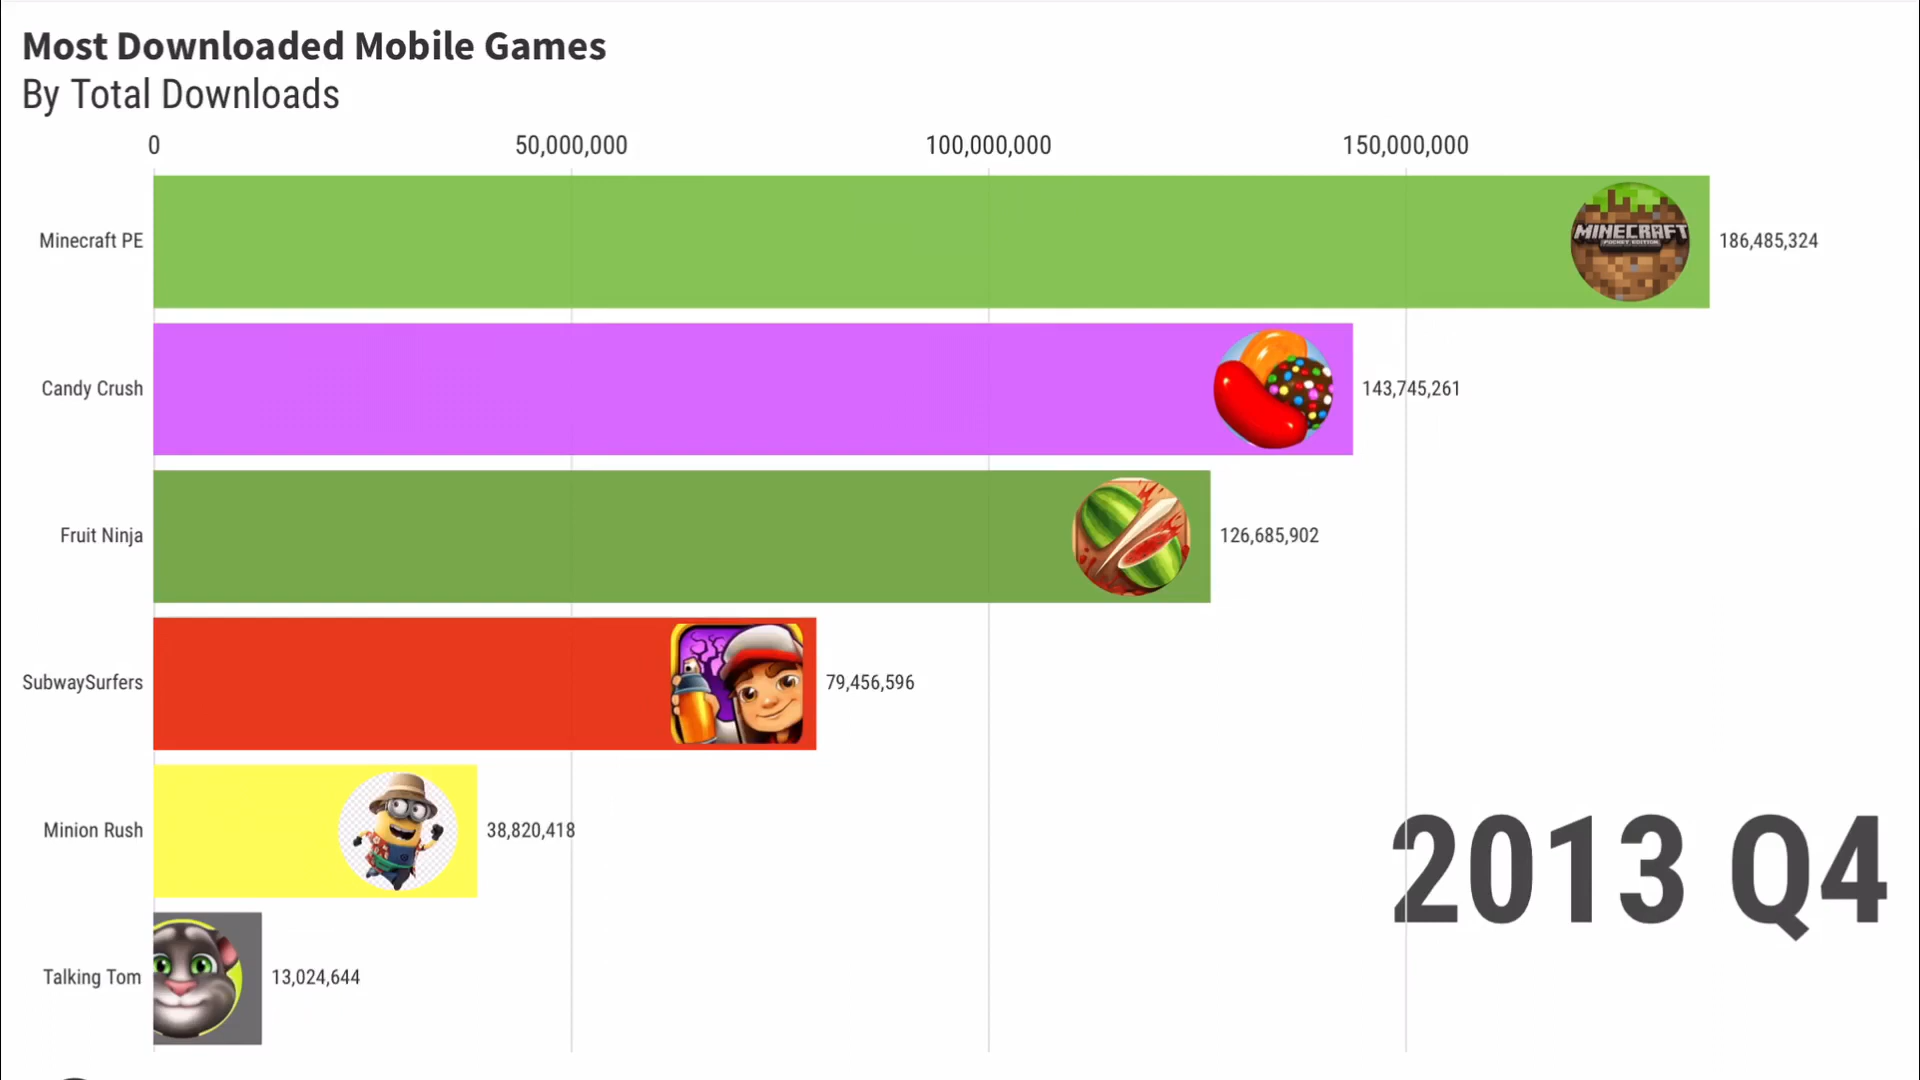 Most Downloaded Mobile Games
By Total Downloads
0 50,000,000 100,000,000 150,000,000
Minecraft PE MINECRAFT 186,485,324
POCKET EDITION
Candy Crush 143,745,261
Fruit Ninja 126,685,902
SubwaySurfers 79,456,596
Minion Rush 38,820,418
2013 Q4
Talking Tom 13,024,644